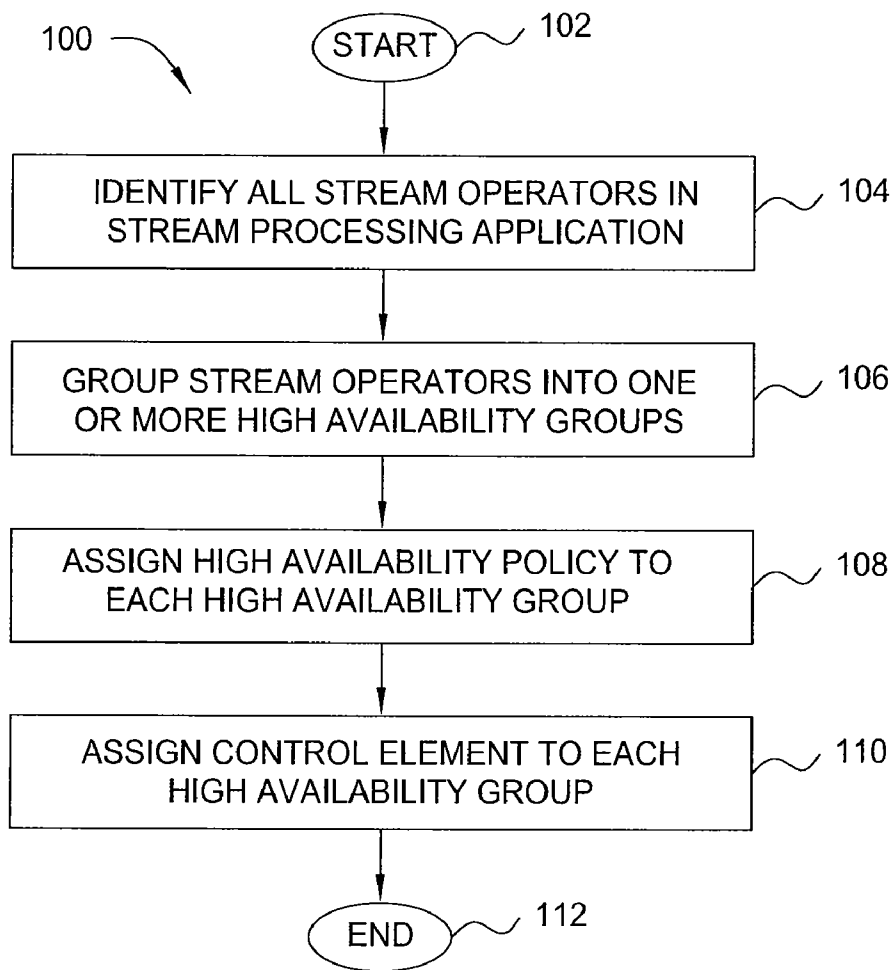 100
START
102
IDENTIFY ALL STREAM OPERATORS IN
STREAM PROCESSING APPLICATION
104
GROUP STREAM OPERATORS INTO ONE
OR MORE HIGH AVAILABILITY GROUPS
106
ASSIGN HIGH AVAILABILITY POLICY TO
EACH HIGH AVAILABILITY GROUP
108
ASSIGN CONTROL ELEMENT TO EACH
HIGH AVAILABILITY GROUP
110
END
112